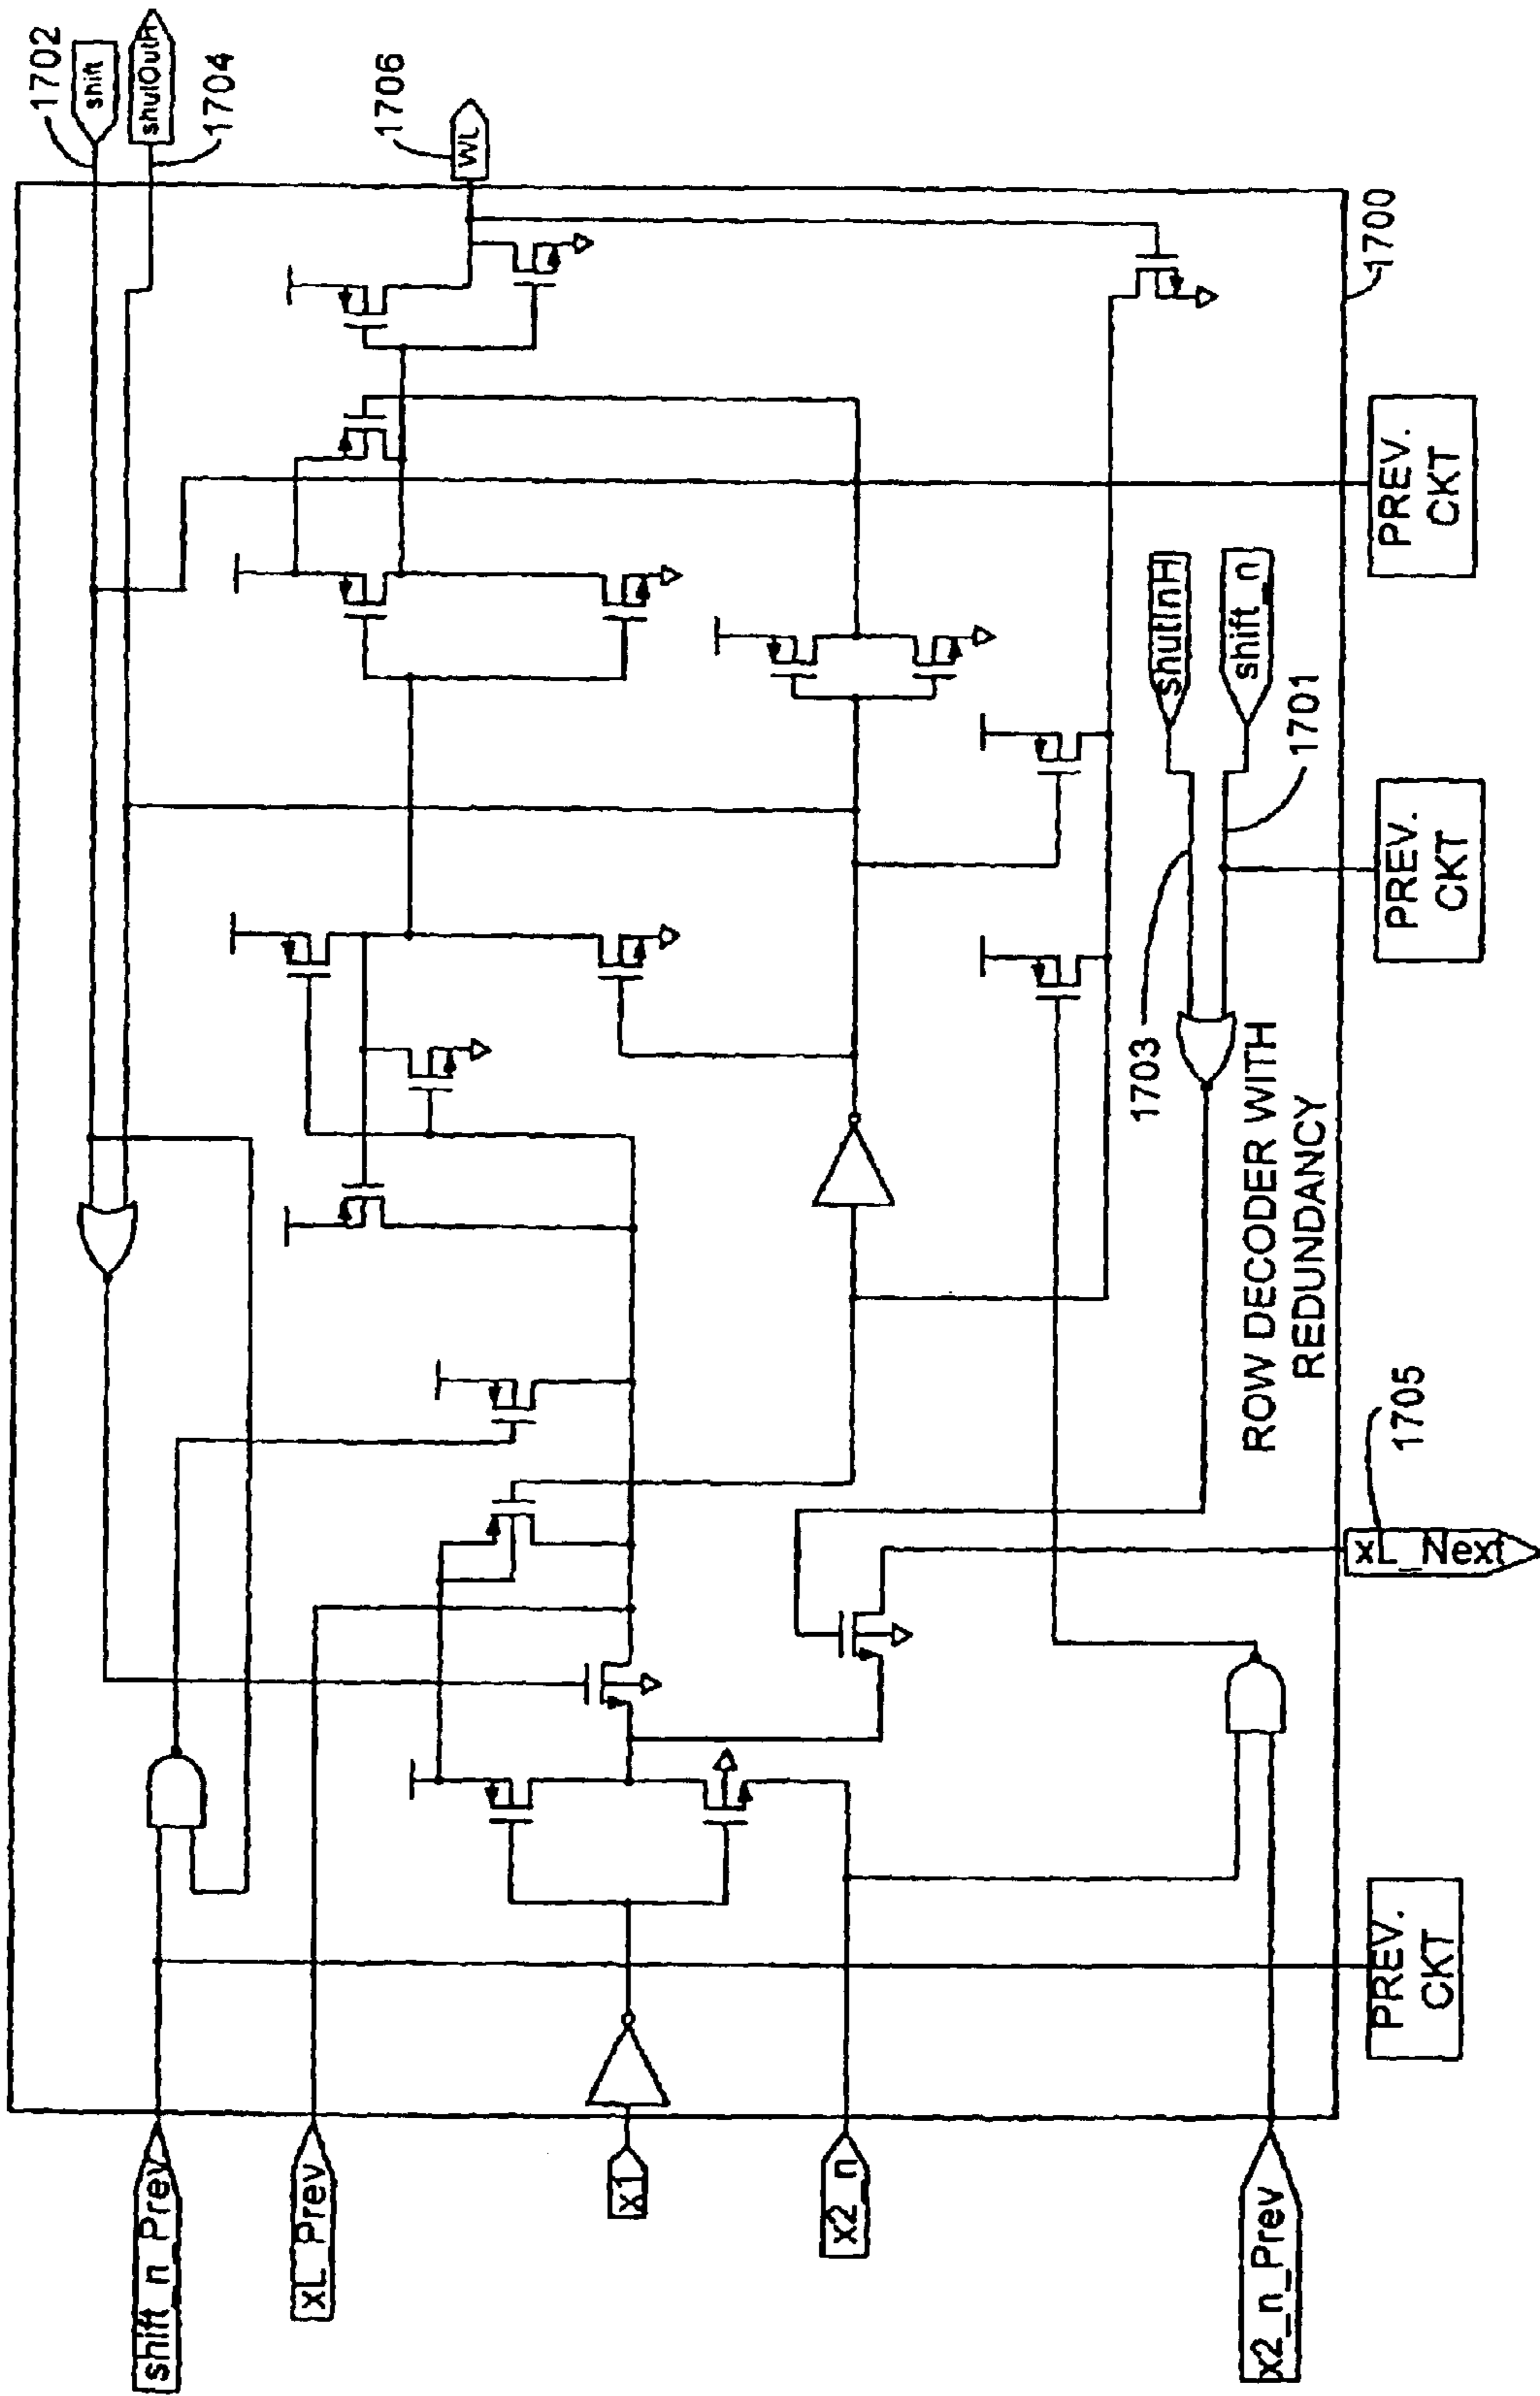 1702
shift
shutOutH
1704
1706
WL
1700
PREV.
CKT
shutInH
shift_n
1701
PREV.
CKT
1703
ROW DECODER WITH
REDUNDANCY
1705
xL_Next
PREV.
CKT
shift_n_Prev
xL_Prev
x1
x2_n
x2_n_Prev